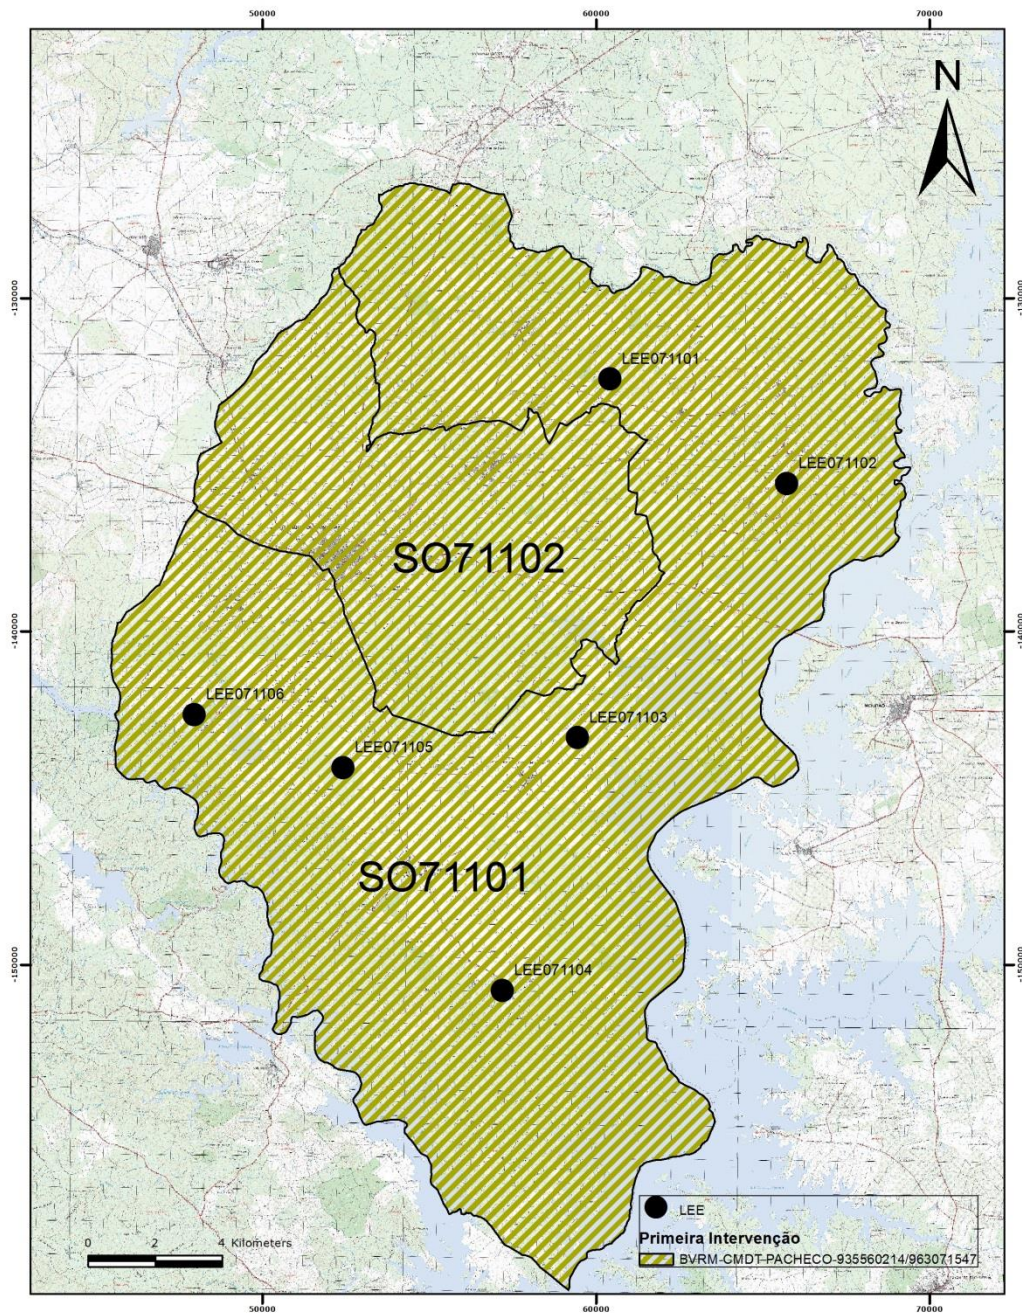 50000 60000 70000
N
-130000 -130000
LEE071101
LEE071102
SO71102
-140000 -140000
LEE071106
LEE071103
LEE071105
SO71101
-150000 -150000
LEE071104
LEE
Primeira Intervenção
0 2 4 Kilometers
BVRM-CMDT-PACHECO-935560214/963071547
50000 60000 70000